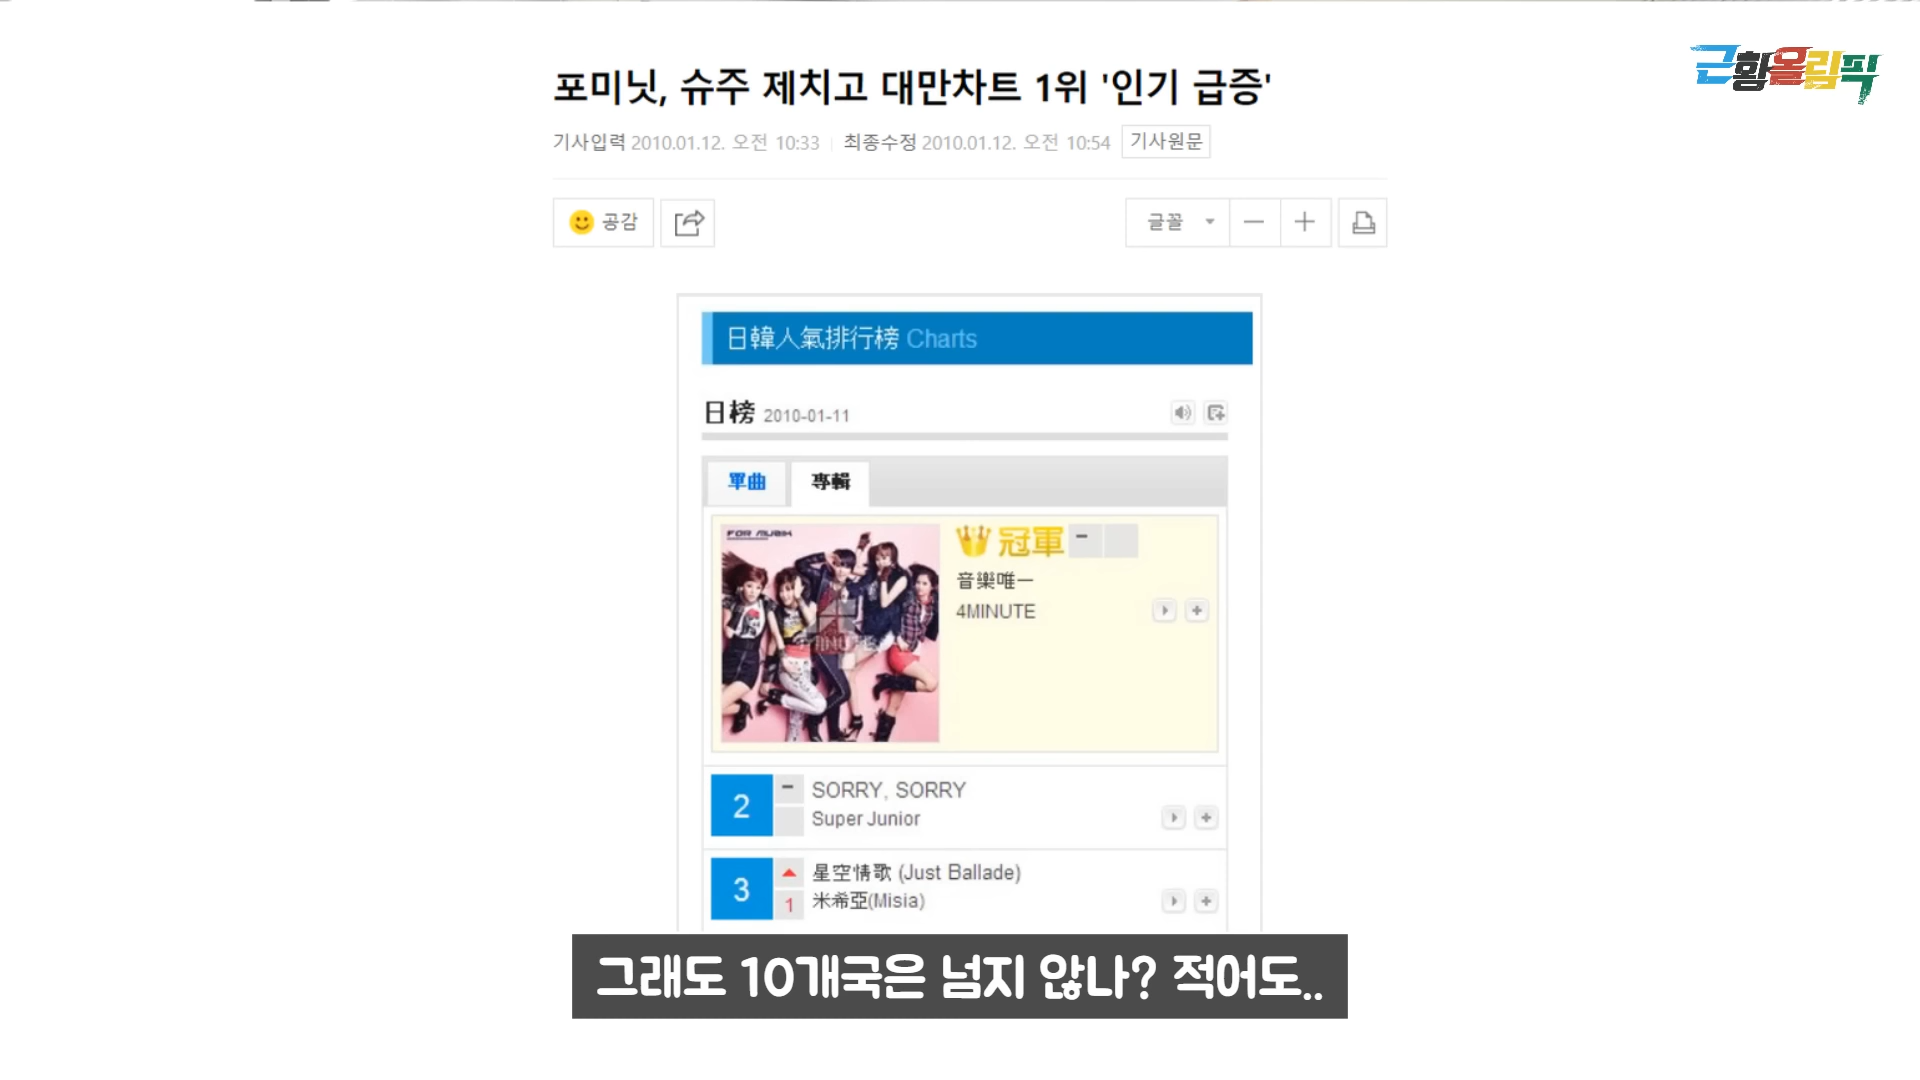 근황올림픽
포미닛, 슈주 제치고 대만차트 1위 '인기 급증'
기사입력 2010.01.12. 오전 10:33 최종수정 2010.01.12. 오전 10:54 기사원문
공감
글꼴
日韓人氣排行榜 Charts
日榜 2010-01-11
單曲 專輯
FOR MUZIK
4MINUTE
冠軍
音樂唯一
4MINUTE
2 SORRY, SORRY
Super Junior
3 星空情歌 (Just Ballade)
1 米希亞(Misia)
그래도 10개국은 넘지 않나? 적어도..